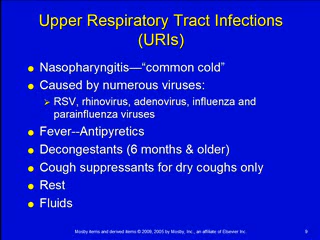 Upper Respiratory Tract Infections
(URIs)
Nasopharyngitis—“common cold”
Caused by numerous viruses:
RSV, rhinovirus, adenovirus, influenza and
parainfluenza viruses
Fever--Antipyretics
Decongestants (6 months & older)
Cough suppressants for dry coughs only
Rest
Fluids
Mosby items and derived items © 2009, 2005 by Mosby, Inc., an affiliate of Elsevier Inc.
9